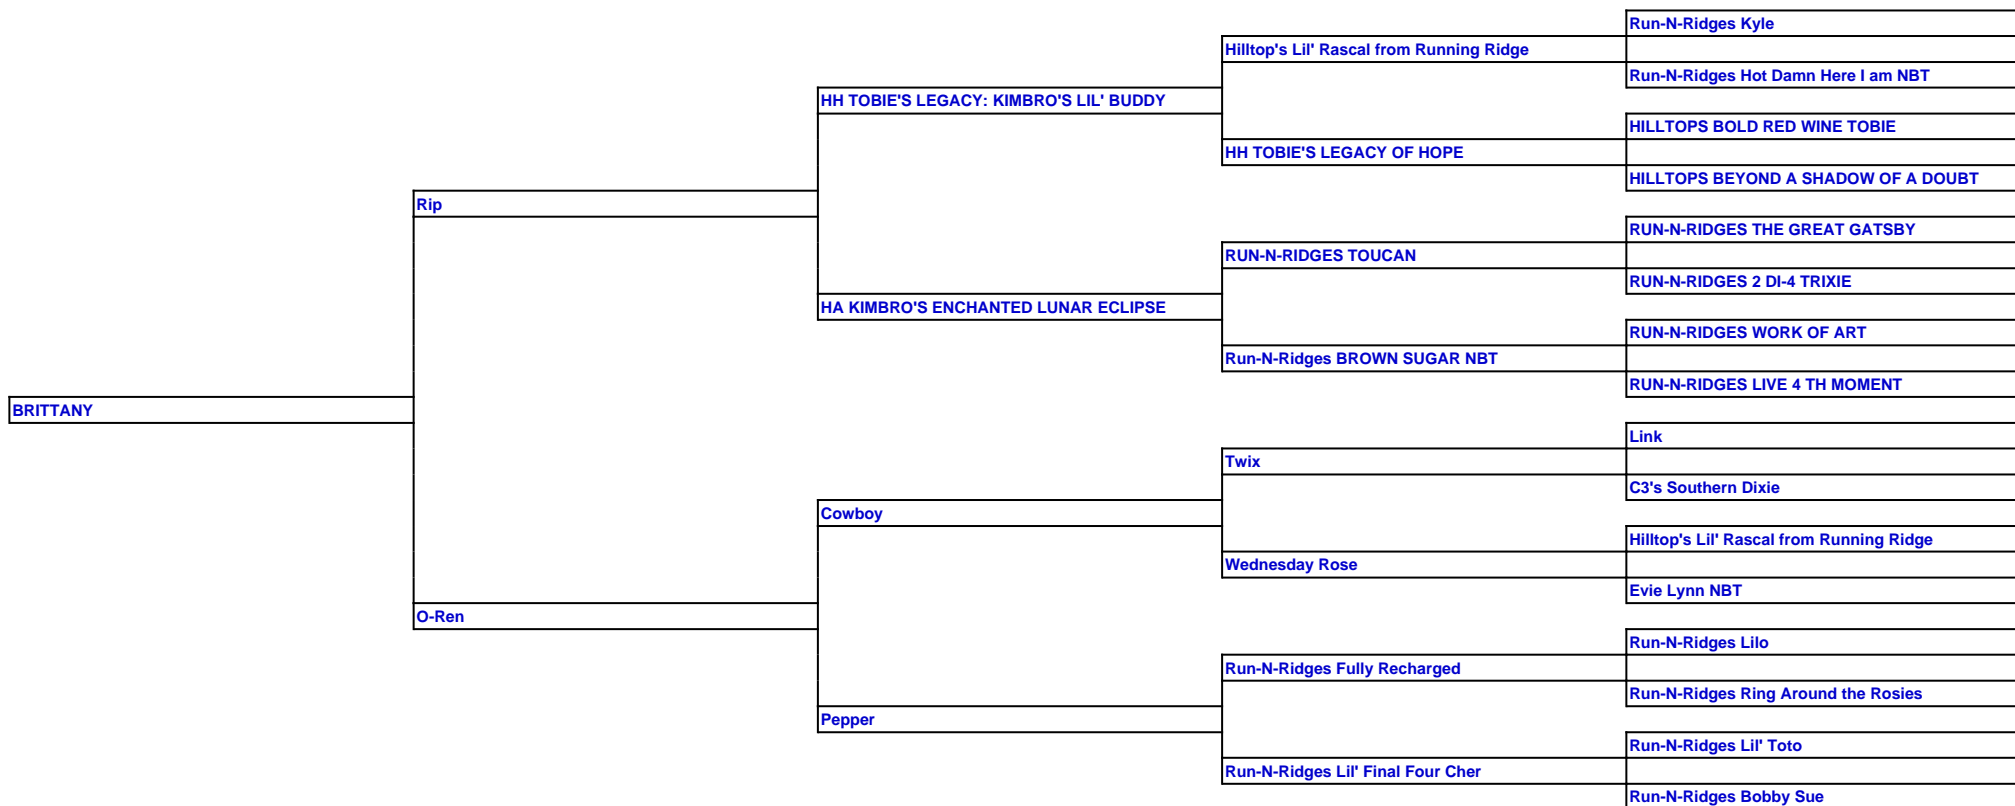 Run-N-Ridges Kyle
Hilltop's Lil' Rascal from Running Ridge
Run-N-Ridges Hot Damn Here I am NBT
HH TOBIE'S LEGACY: KIMBRO'S LIL' BUDDY
HILLTOPS BOLD RED WINE TOBIE
HH TOBIE'S LEGACY OF HOPE
HILLTOPS BEYOND A SHADOW OF A DOUBT
Rip
RUN-N-RIDGES THE GREAT GATSBY
RUN-N-RIDGES TOUCAN
RUN-N-RIDGES 2 DI-4 TRIXIE
HA KIMBRO'S ENCHANTED LUNAR ECLIPSE
RUN-N-RIDGES WORK OF ART
Run-N-Ridges BROWN SUGAR NBT
RUN-N-RIDGES LIVE 4 TH MOMENT
BRITTANY
Link
Twix
C3's Southern Dixie
Cowboy
Hilltop's Lil' Rascal from Running Ridge
Wednesday Rose
Evie Lynn NBT
O-Ren
Run-N-Ridges Lilo
Run-N-Ridges Fully Recharged
Run-N-Ridges Ring Around the Rosies
Pepper
Run-N-Ridges Lil' Toto
Run-N-Ridges Lil' Final Four Cher
Run-N-Ridges Bobby Sue